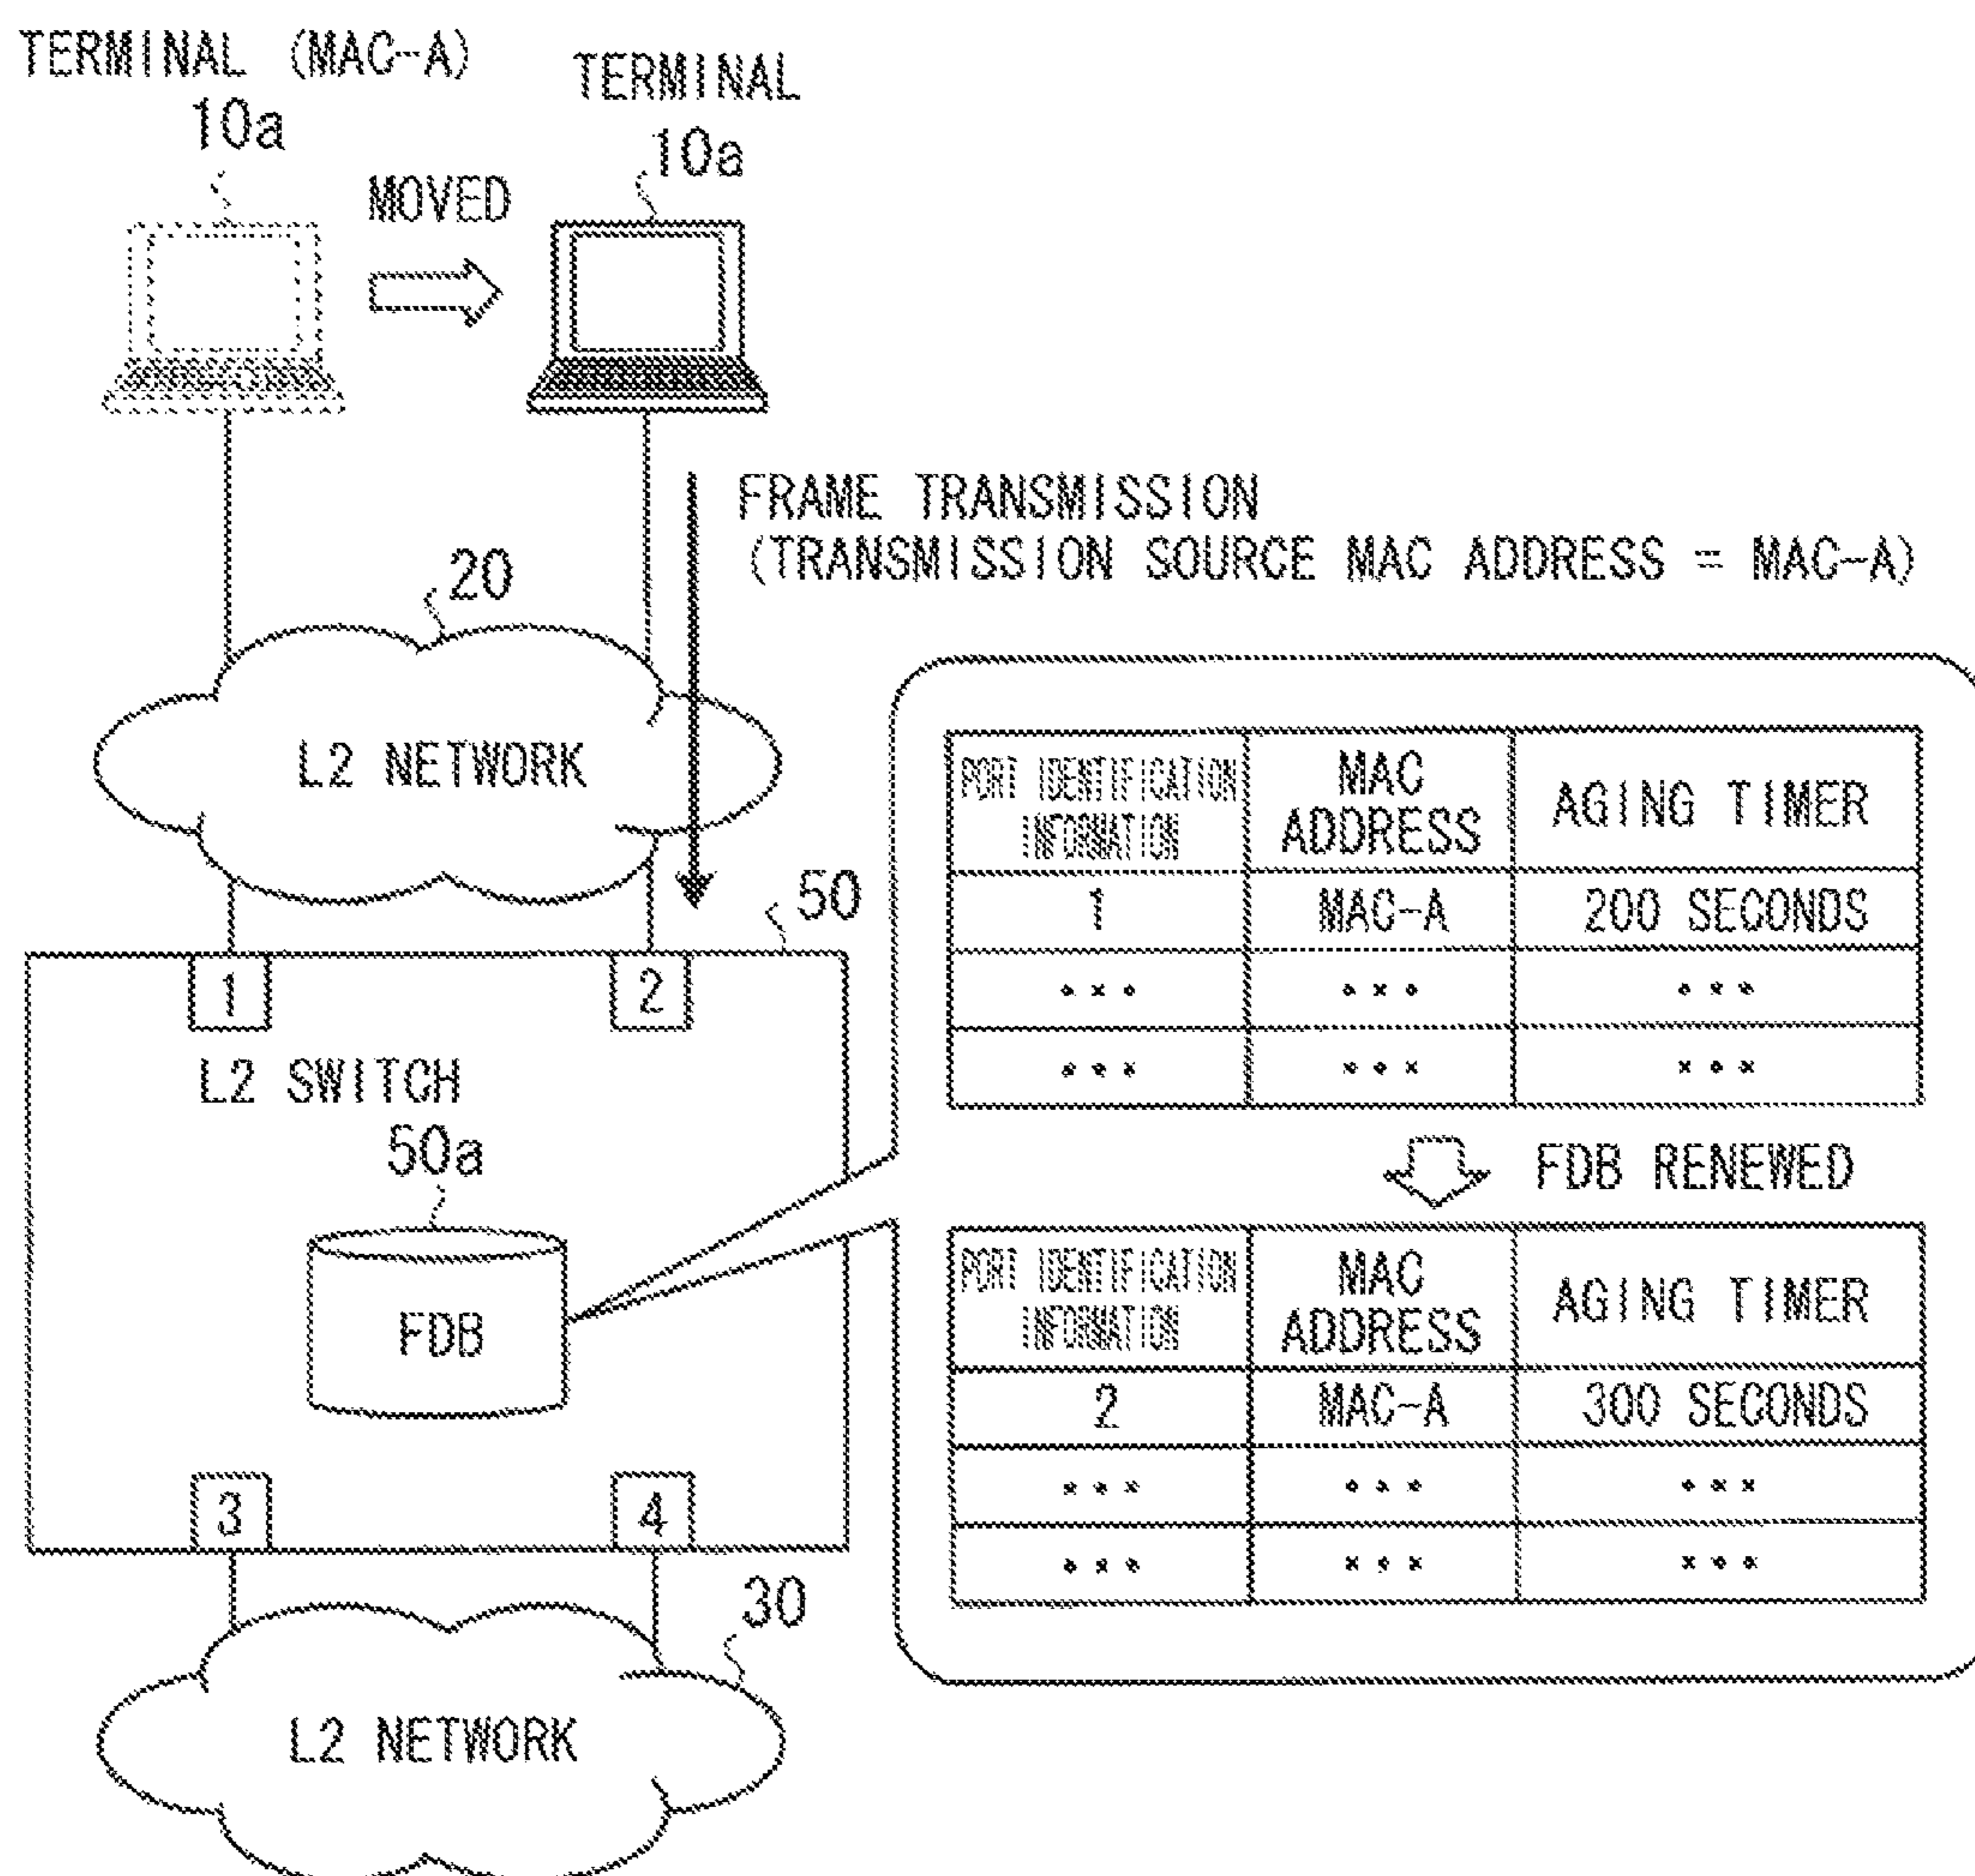 TERMINAL (MAC-A)
10a
TERMINAL
10a
MOVED
FRAME TRANSMISSION
(TRANSMISSION SOURCE MAC ADDRESS = MAC-A)
20
L2 NETWORK
50
1
2
L2 SWITCH
50a
FDB
3
4
30
L2 NETWORK
PORT IDENTIFICATION INFORMATION
MAC ADDRESS
AGING TIMER
1
MAC-A
200 SECONDS
FDB RENEWED
PORT IDENTIFICATION INFORMATION
MAC ADDRESS
AGING TIMER
2
MAC-A
300 SECONDS